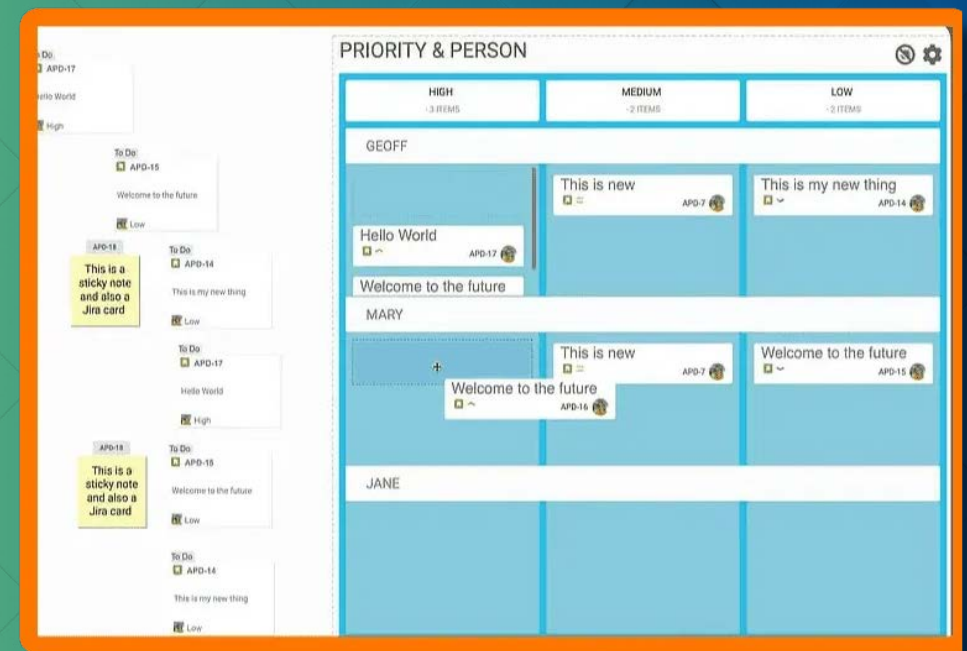 To Do
APD-17
Hello World
High
To Do
APD-15
Welcome to the future
Low
APD-18
This is a
sticky note
and also a
Jira card
To Do
APD-14
This is my new thing
Low
To Do
APD-17
Hello World
High
APD-18
This is a
sticky note
and also a
Jira card
To Do
APD-15
Welcome to the future
Low
To Do
APD-14
This is my new thing
Low
PRIORITY & PERSON
HIGH
-3 ITEMS
MEDIUM
-2 ITEMS
LOW
-2 ITEMS
GEOFF
Hello World
APD-17
Welcome to the future
This is new
APD-7
This is my new thing
APD-14
MARY
Welcome to the future
APD-16
This is new
APD-7
Welcome to the future
APD-15
JANE